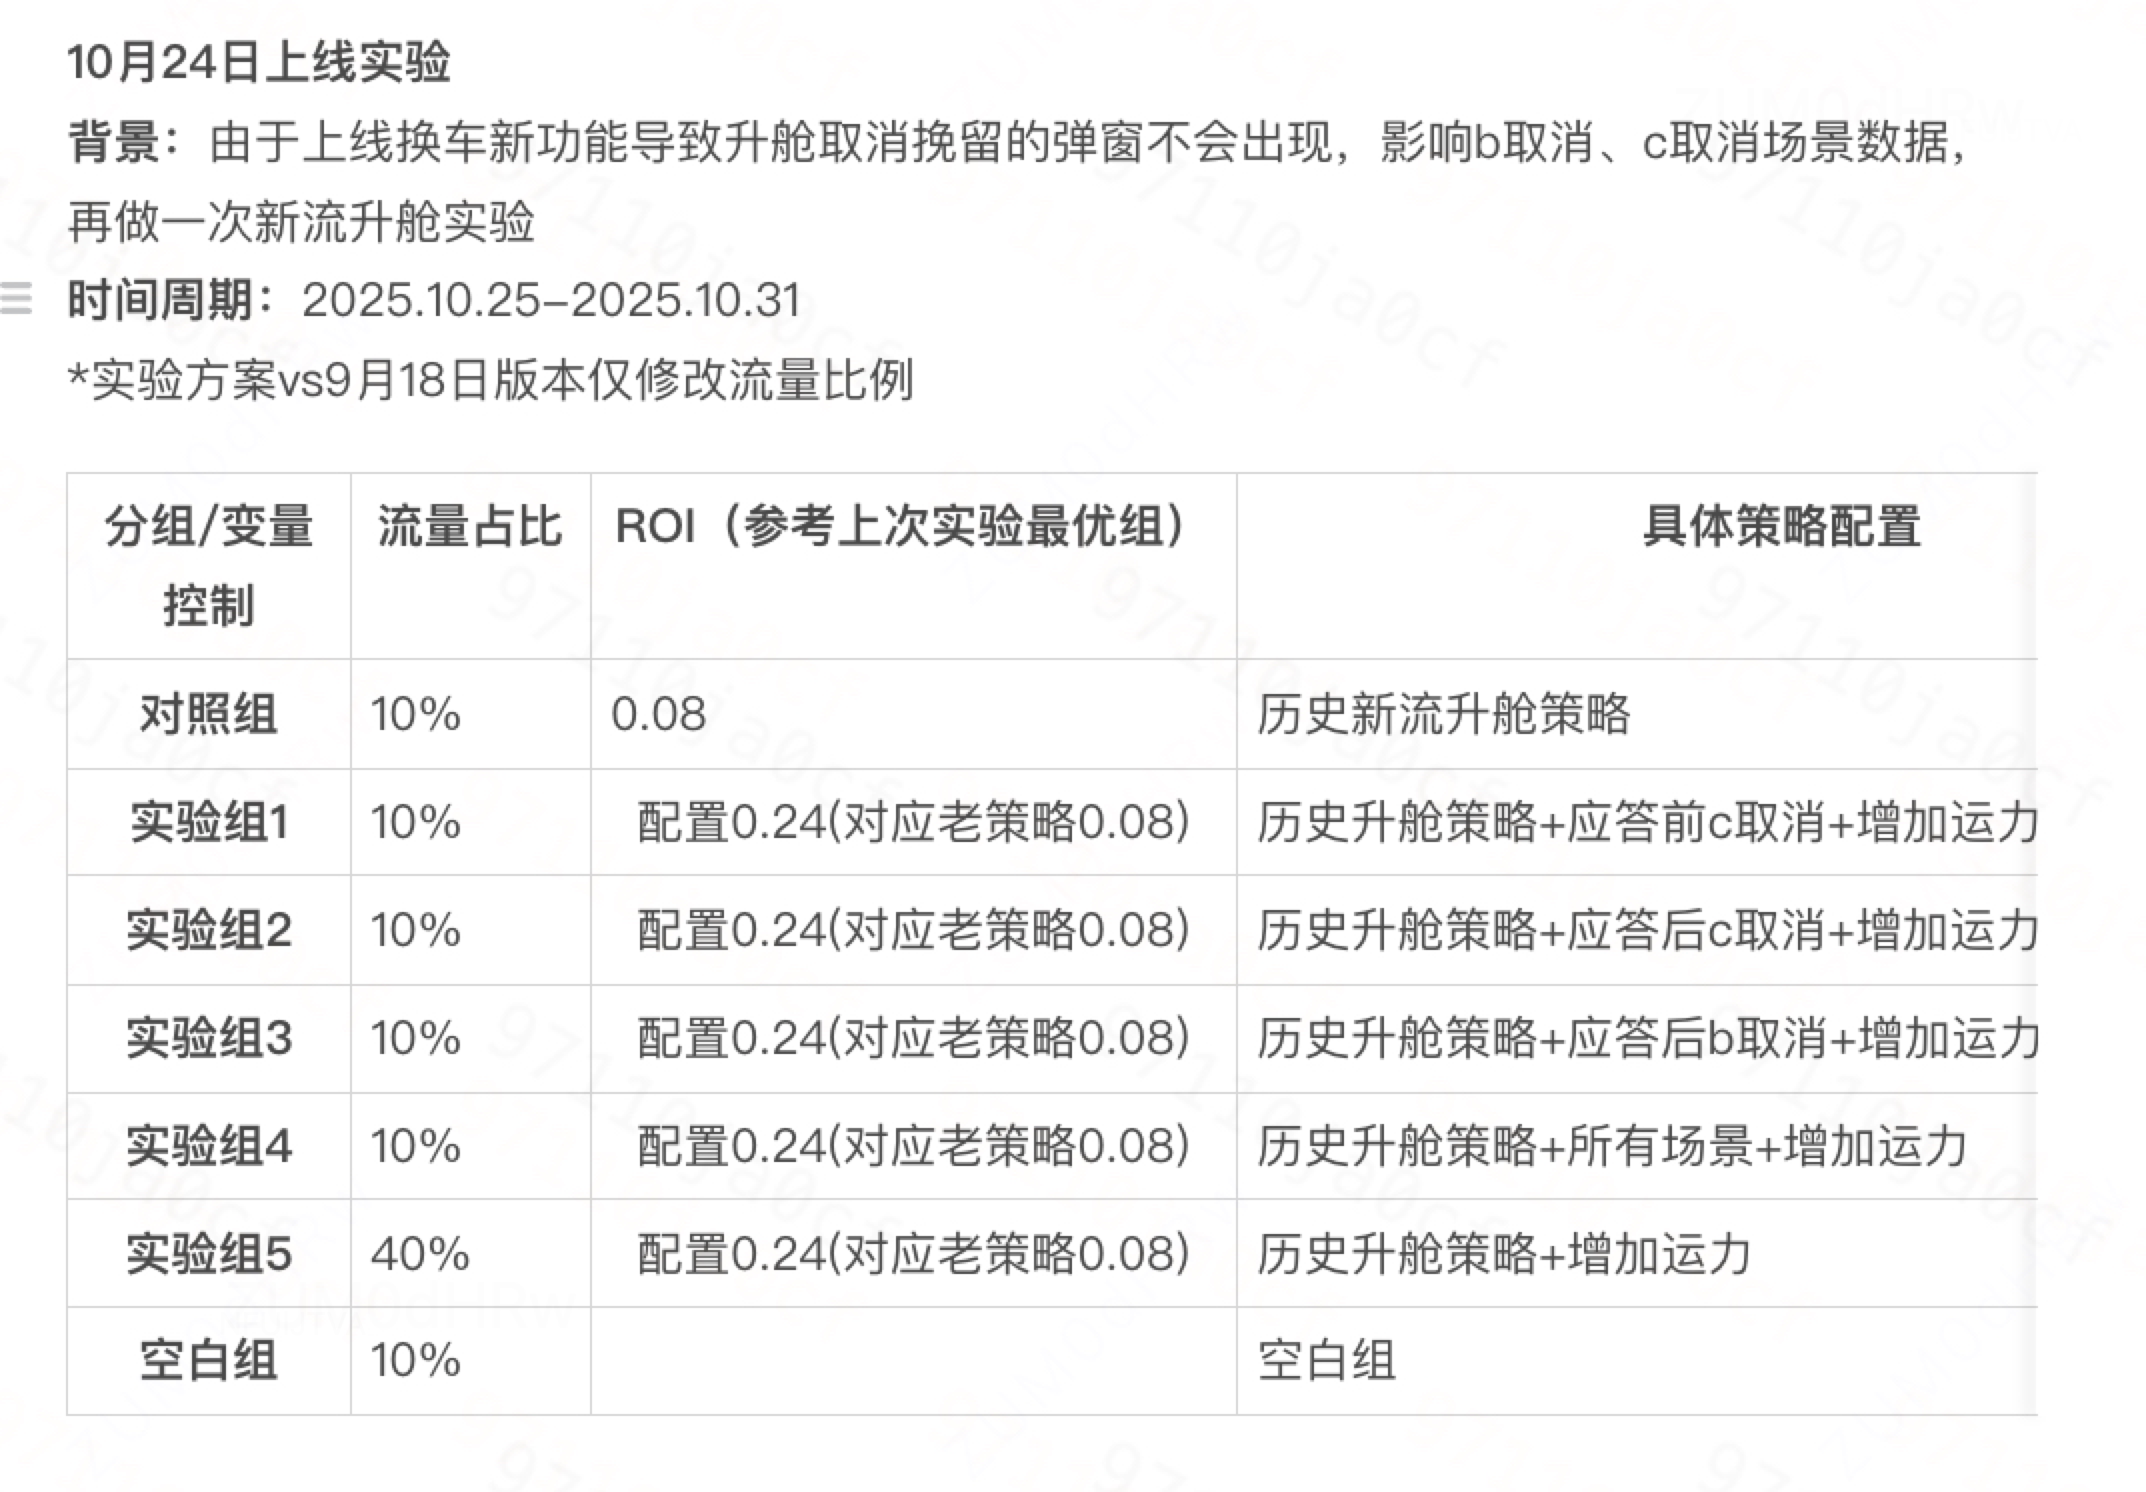 10月24日上线实验
背景：由于上线换车新功能导致升舱取消挽留的弹窗不会出现，影响b取消、c取消场景数据，
再做一次新流升舱实验
时间周期：2025.10.25–2025.10.31
*实验方案vs9月18日版本仅修改流量比例
分组/变量 流量占比 ROI（参考上次实验最优组） 具体策略配置
控制
对照组 10% 0.08 历史新流升舱策略
实验组1 10% 配置0.24(对应老策略0.08) 历史升舱策略+应答前c取消+增加运力
实验组2 10% 配置0.24(对应老策略0.08) 历史升舱策略+应答后c取消+增加运力
实验组3 10% 配置0.24(对应老策略0.08) 历史升舱策略+应答后b取消+增加运力
实验组4 10% 配置0.24(对应老策略0.08) 历史升舱策略+所有场景+增加运力
实验组5 40% 配置0.24(对应老策略0.08) 历史升舱策略+增加运力
空白组 10% 空白组